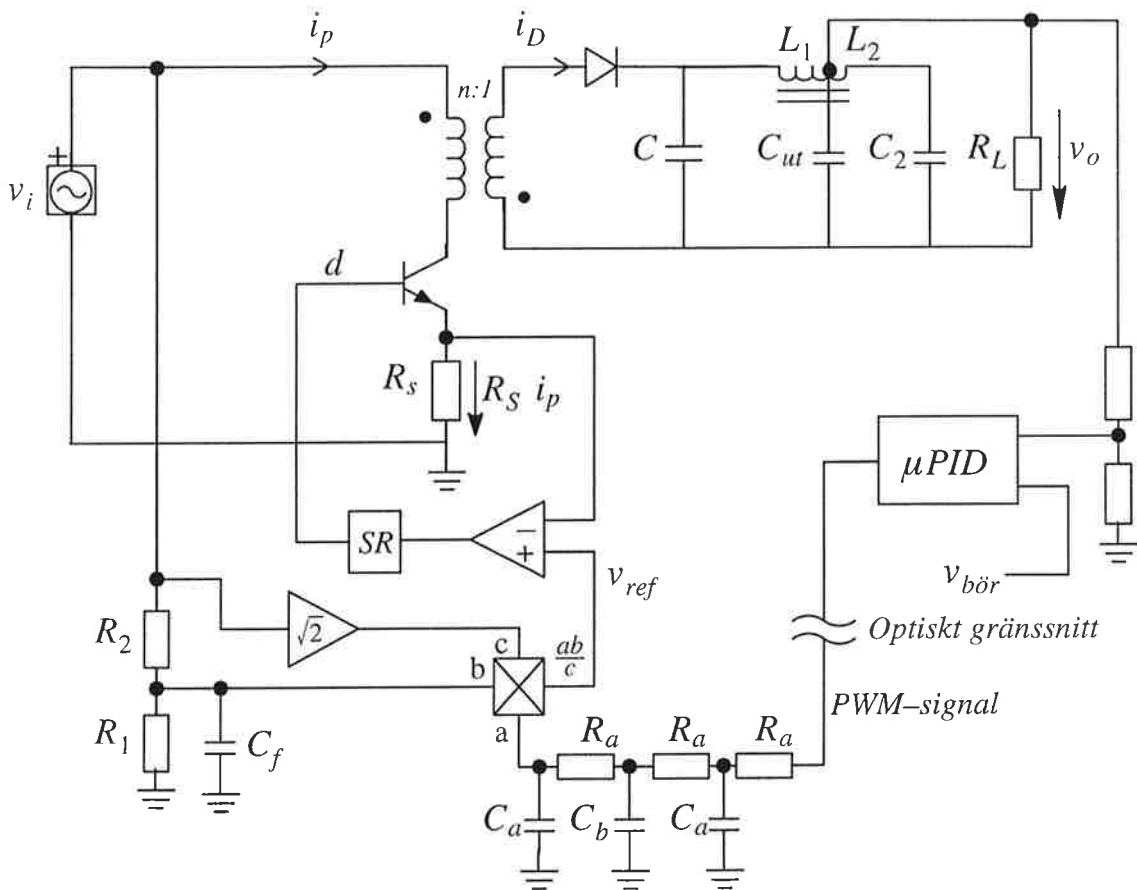 i_p
i_D
L_1
L_2
n:1
C
C_ut
C_2
R_L
v_o
+
v_i
d
R_s
R_S i_p
μPID
SR
−
+
v_ref
v_bör
R_2
√2
c
b
ab/c
a
Optiskt gränssnitt
PWM–signal
R_1
C_f
R_a
R_a
R_a
C_a
C_b
C_a